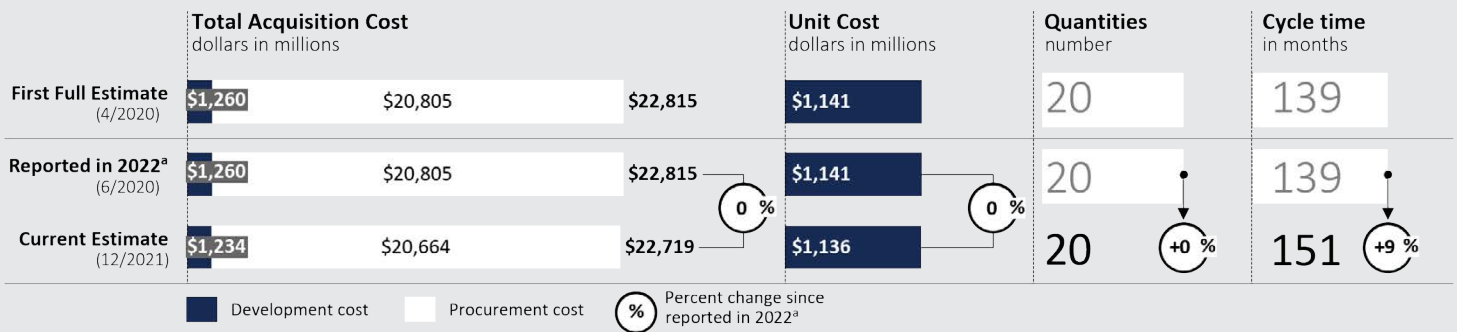 Total Acquisition Cost
dollars in millions
Unit Cost
dollars in millions
Quantities
number
Cycle time
in months
First Full Estimate
(4/2020)
$1,260
$20,805
$22,815
$1,141
20
139
Reported in 2022ª
(6/2020)
$1,260
$20,805
$22,815
$1,141
20
139
0 %
0 %
Current Estimate
(12/2021)
$1,234
$20,664
$22,719
$1,136
20
+0 %
151
+9 %
Development cost
Procurement cost
%
Percent change since
reported in 2022ª